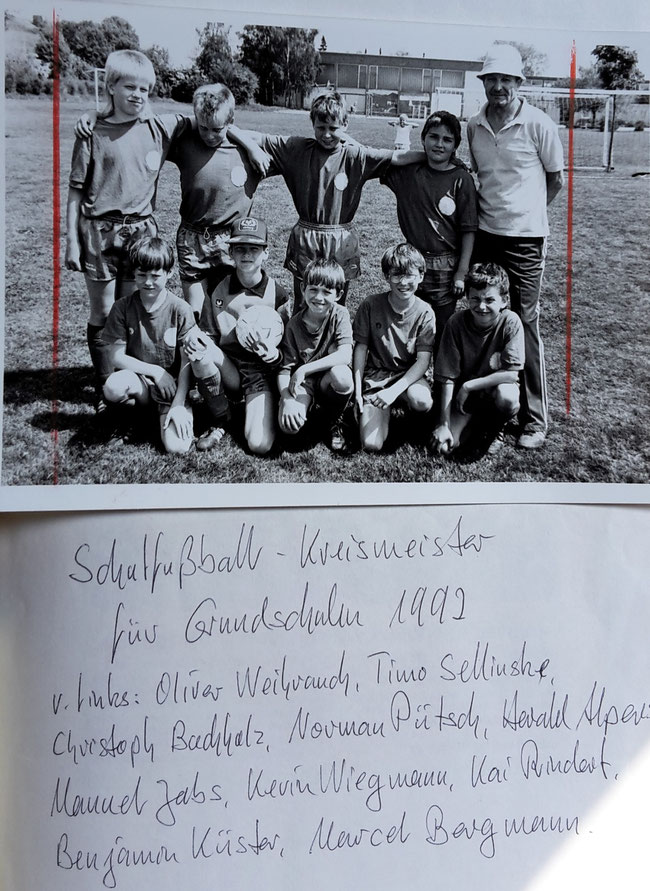 Schulfußball - Kreismeister
für Grundschulen 1992
v. links: Oliver Weihrauch, Timo Sellinske,
Christoph Buchholz, Norman Pütsch, Herald Alpers
Manuel Jabs, Kevin Wiegmann, Kai Rindert,
Benjamin Küster, Marcel Bergmann.